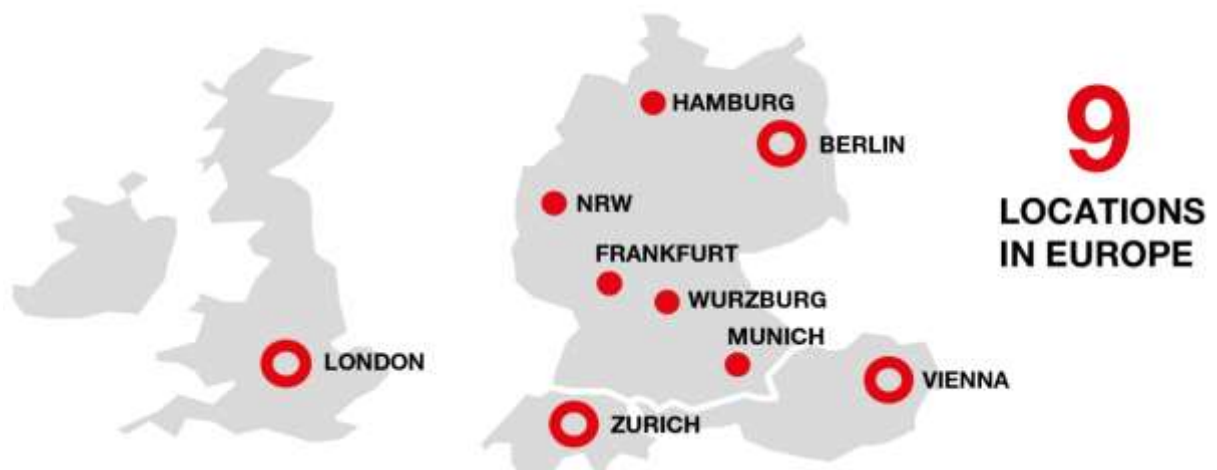 HAMBURG
BERLIN
NRW
FRANKFURT
WURZBURG
MUNICH
LONDON
VIENNA
ZURICH
9
LOCATIONS
IN EUROPE